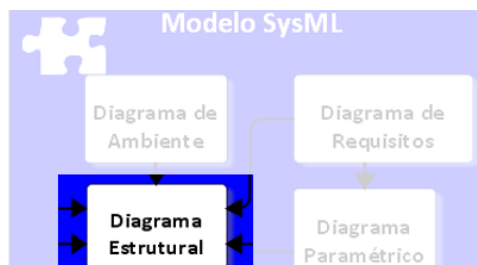 Modelo SysML
Diagrama de
Ambiente
Diagrama de
Requisitos
Diagrama
Estrutural
Diagrama
Paramétrico